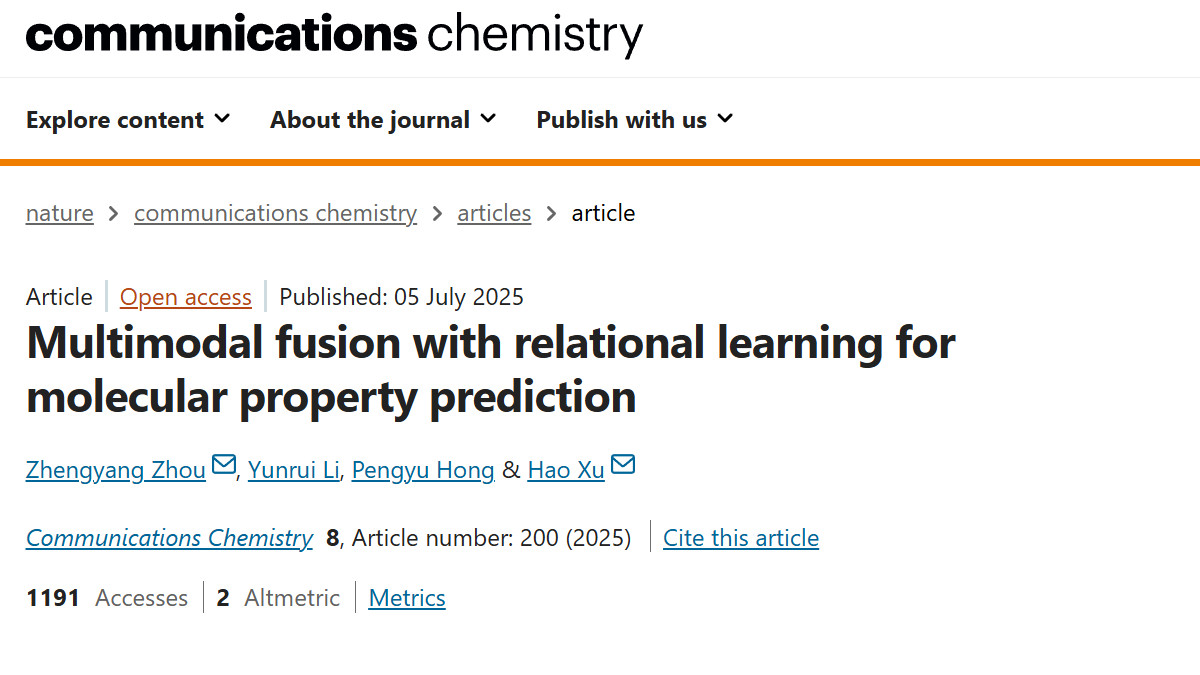 communications chemistry
Explore content About the journal Publish with us
nature > communications chemistry > articles > article
Article Open access Published: 05 July 2025
Multimodal fusion with relational learning for
molecular property prediction
Zhengyang Zhou, Yunrui Li, Pengyu Hong & Hao Xu
Communications Chemistry 8, Article number: 200 (2025) Cite this article
1191 Accesses 2 Altmetric Metrics